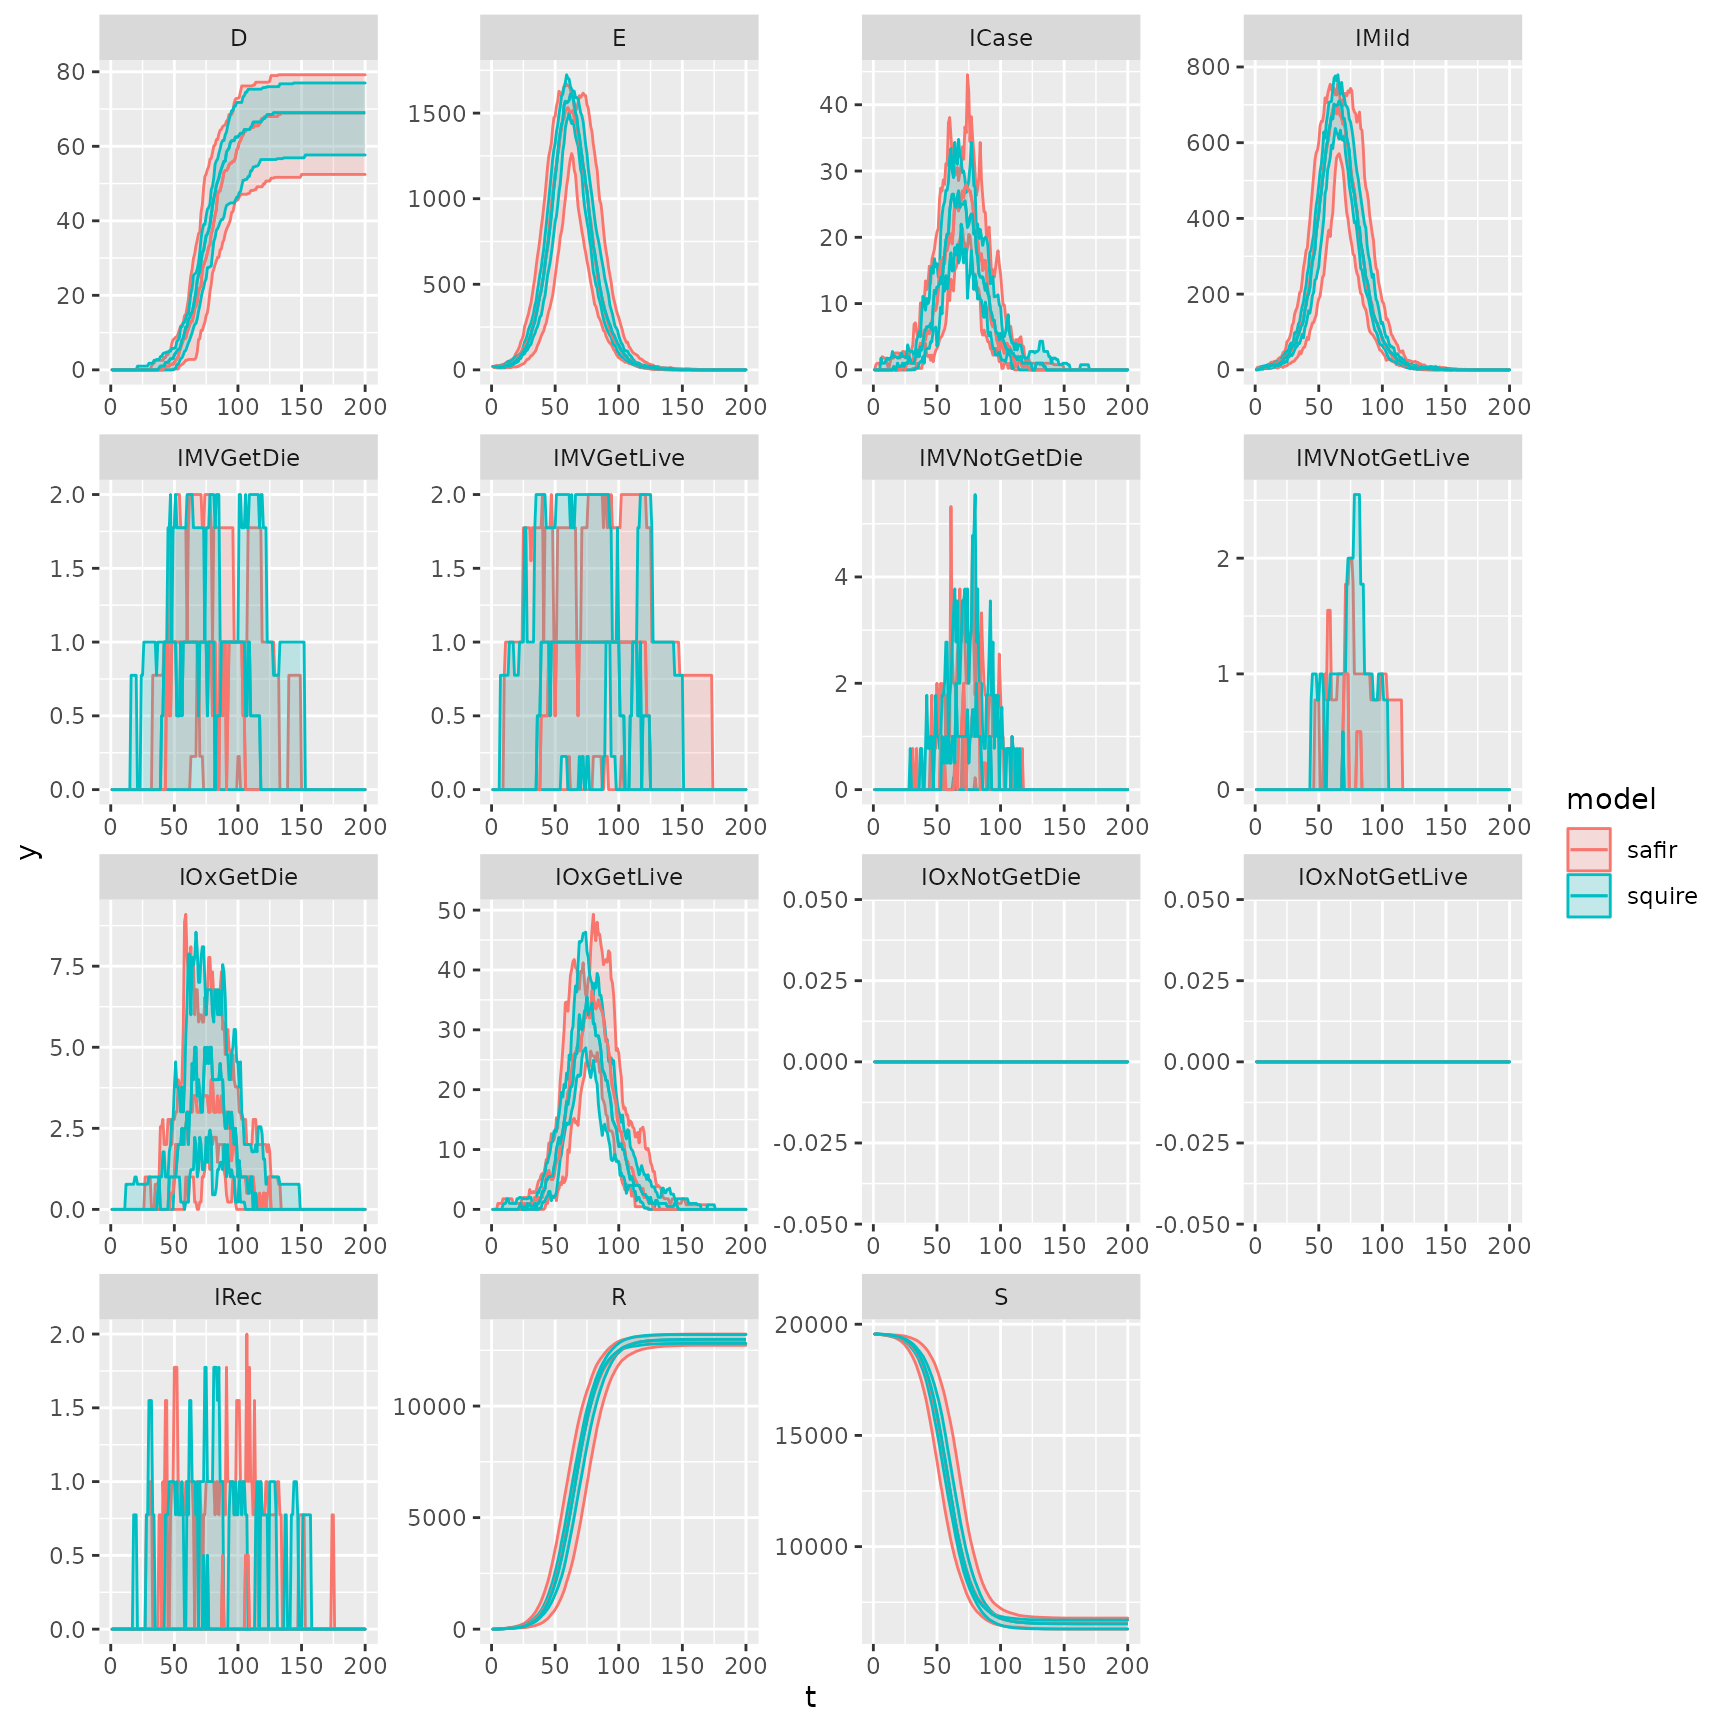 D E ICase IMild
80 60 40 20 0
1500 1000 500 0
40 30 20 10 0
800 600 400 200 0
0 50 100 150 200 0 50 100 150 200 0 50 100 150 200 0 50 100 150 200
IMVGetDie IMVGetLive IMVNotGetDie IMVNotGetLive
2.0 1.5 1.0 0.5 0.0
2.0 1.5 1.0 0.5 0.0
4 2 0
2 1 0
0 50 100 150 200 0 50 100 150 200 0 50 100 150 200 0 50 100 150 200
IOxGetDie IOxGetLive IOxNotGetDie IOxNotGetLive
7.5 5.0 2.5 0.0
50 40 30 20 10 0
0.050 0.025 0.000 -0.025 -0.050
0.050 0.025 0.000 -0.025 -0.050
0 50 100 150 200 0 50 100 150 200 0 50 100 150 200 0 50 100 150 200
IRec R S
2.0 1.5 1.0 0.5 0.0
10000 5000 0
20000 15000 10000
0 50 100 150 200 0 50 100 150 200 0 50 100 150 200
t
y
model
safir
squire